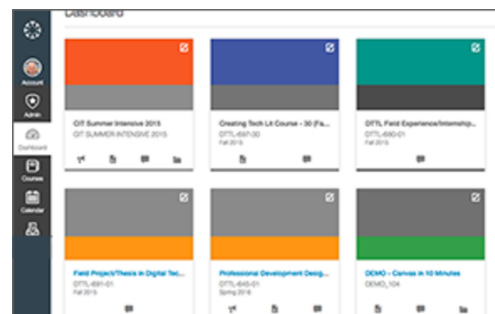 Dashboard
Account
Admin
Dashboard
Courses
Calendar
CIT Summer Intensive 2015
CIT SUMMER INTENSIVE 2015
Creating Tech Lit Course - 30 (Fa...
DTTL-697-30
Fall 2015
DTTL Field Experience/Internship...
DTTL-680-01
Fall 2015
Field Project/Thesis in Digital Tec...
DTTL-691-01
Fall 2015
Professional Development Desig...
DTTL-645-01
Spring 2016
DEMO - Canvas in 10 Minutes
DEMO_104